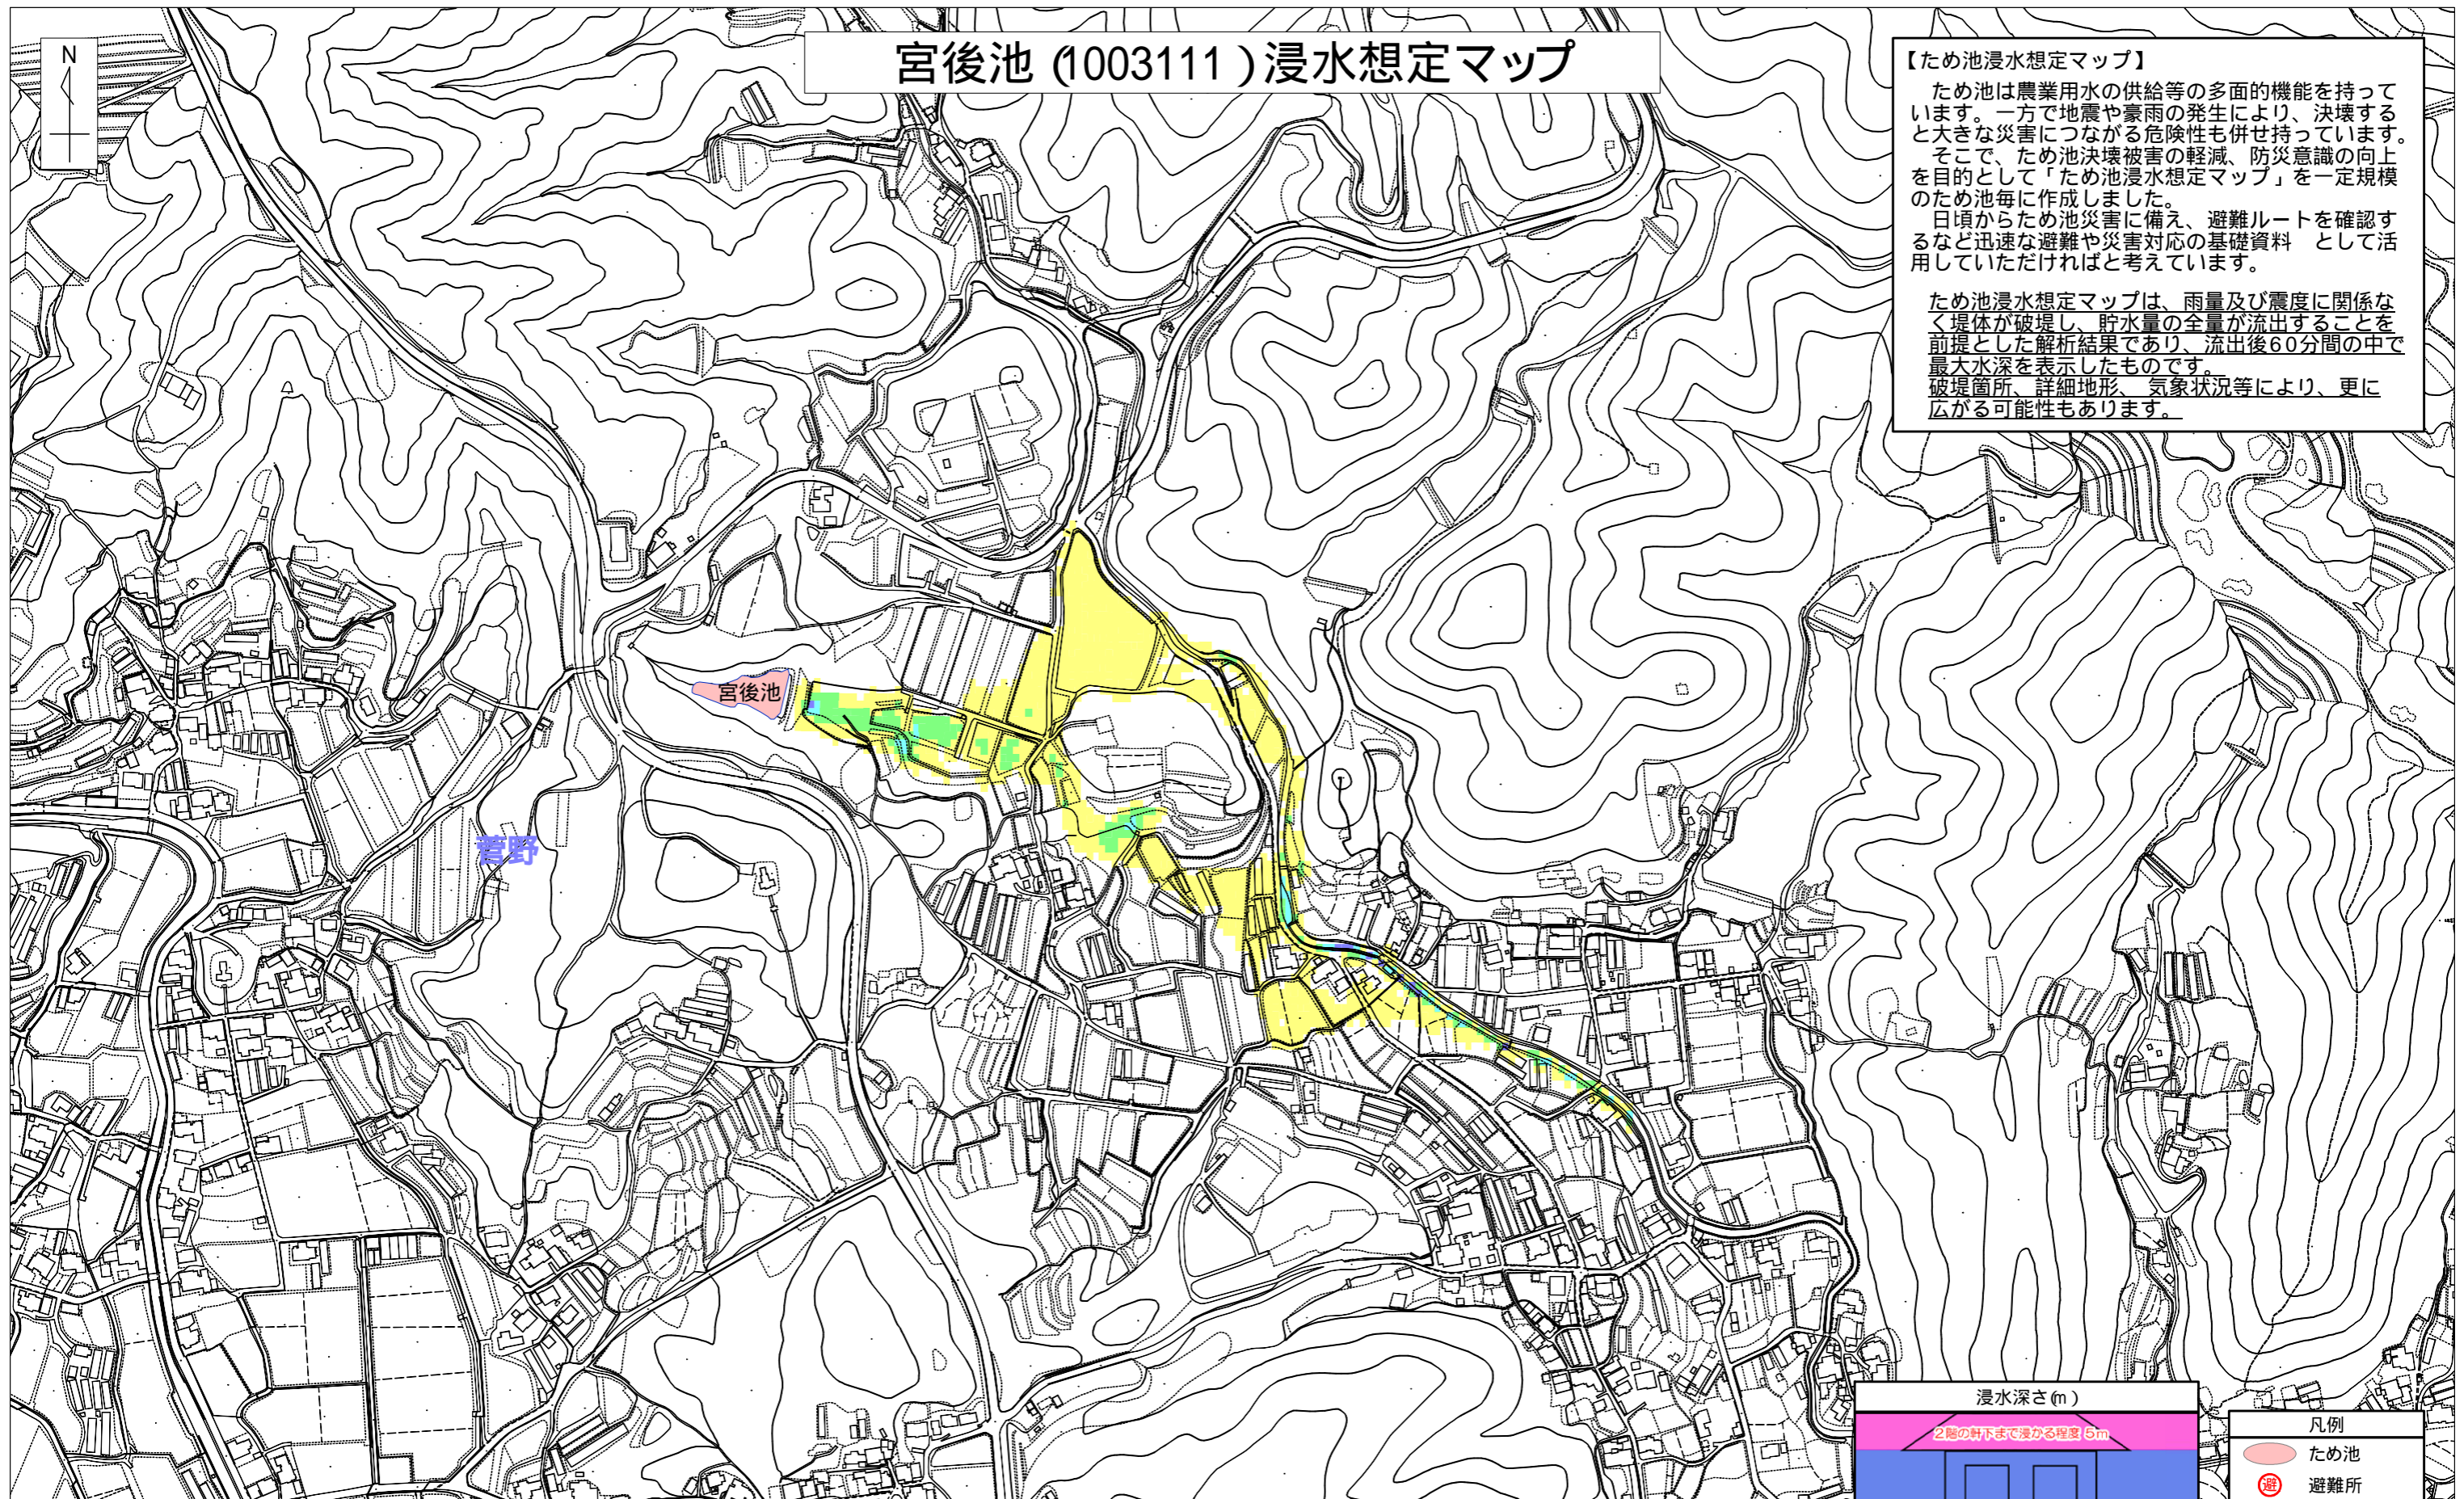 N
宮後池 (1003111) 浸水想定マップ
【ため池浸水想定マップ】
ため池は農業用水の供給等の多面的機能を持って
います。一方で地震や豪雨の発生により、決壊する
と大きな災害につながる危険性も併せ持っています。
そこで、ため池決壊被害の軽減、防災意識の向上
を目的として「ため池浸水想定マップ」を一定規模
のため池毎に作成しました。
日頃からため池災害に備え、避難ルートを確認す
るなど迅速な避難や災害対応の基礎資料 として活
用していただければと考えています。
ため池浸水想定マップは、雨量及び震度に関係な
く堤体が破堤し、貯水量の全量が流出することを
前提とした解析結果であり、流出後60分間の中で
最大水深を表示したものです。
破堤箇所、詳細地形、 気象状況等により、更に
広がる可能性もあります。
宮後池
菅野
浸水深さ(m)
2階の軒下まで浸かる程度 5m
凡例
ため池
避 避難所